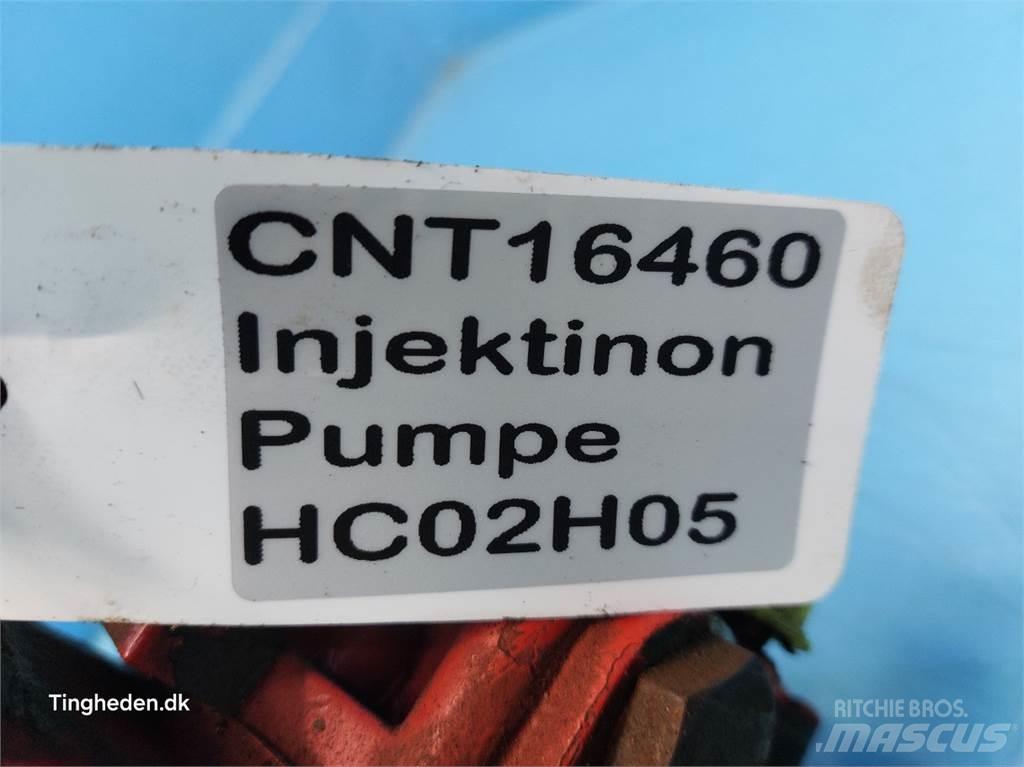 CNT16460
Injektinon
Pumpe
HC02H05
Tingheden.dk
RITCHIE BROS.
MASCUS